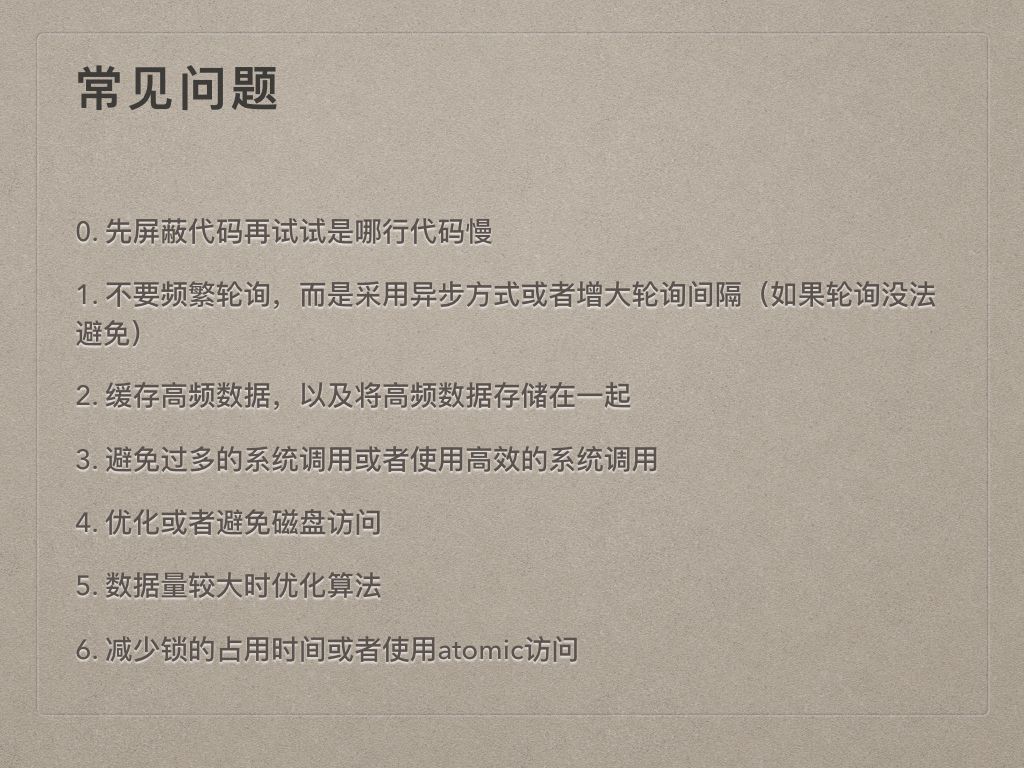 常见问题
0. 先屏蔽代码再试试是哪行代码慢
1. 不要频繁轮询，而是采用异步方式或者增大轮询间隔（如果轮询没法
避免）
2. 缓存高频数据，以及将高频数据存储在一起
3. 避免过多的系统调用或者使用高效的系统调用
4. 优化或者避免磁盘访问
5. 数据量较大时优化算法
6. 减少锁的占用时间或者使用atomic访问